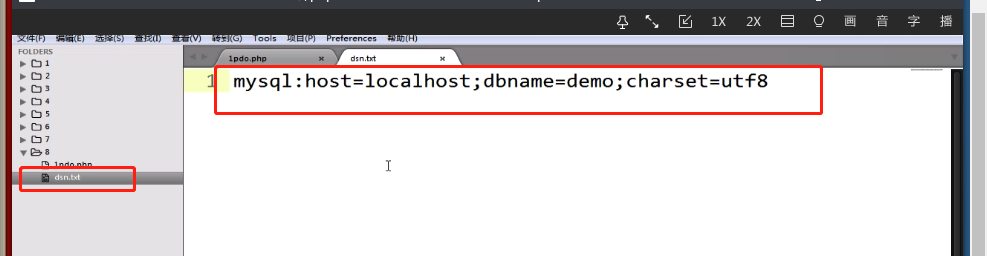 1X 2X 画 音 字 播
文件(F) 编辑(E) 选择(S) 查找(I) 查看(V) 转到(G) Tools 项目(P) Preferences 帮助(H)
FOLDERS
1
2
3
4
5
6
7
8
1pdo.php
dsn.txt
1pdo.php × dsn.txt ×
1 mysql:host=localhost;dbname=demo;charset=utf8